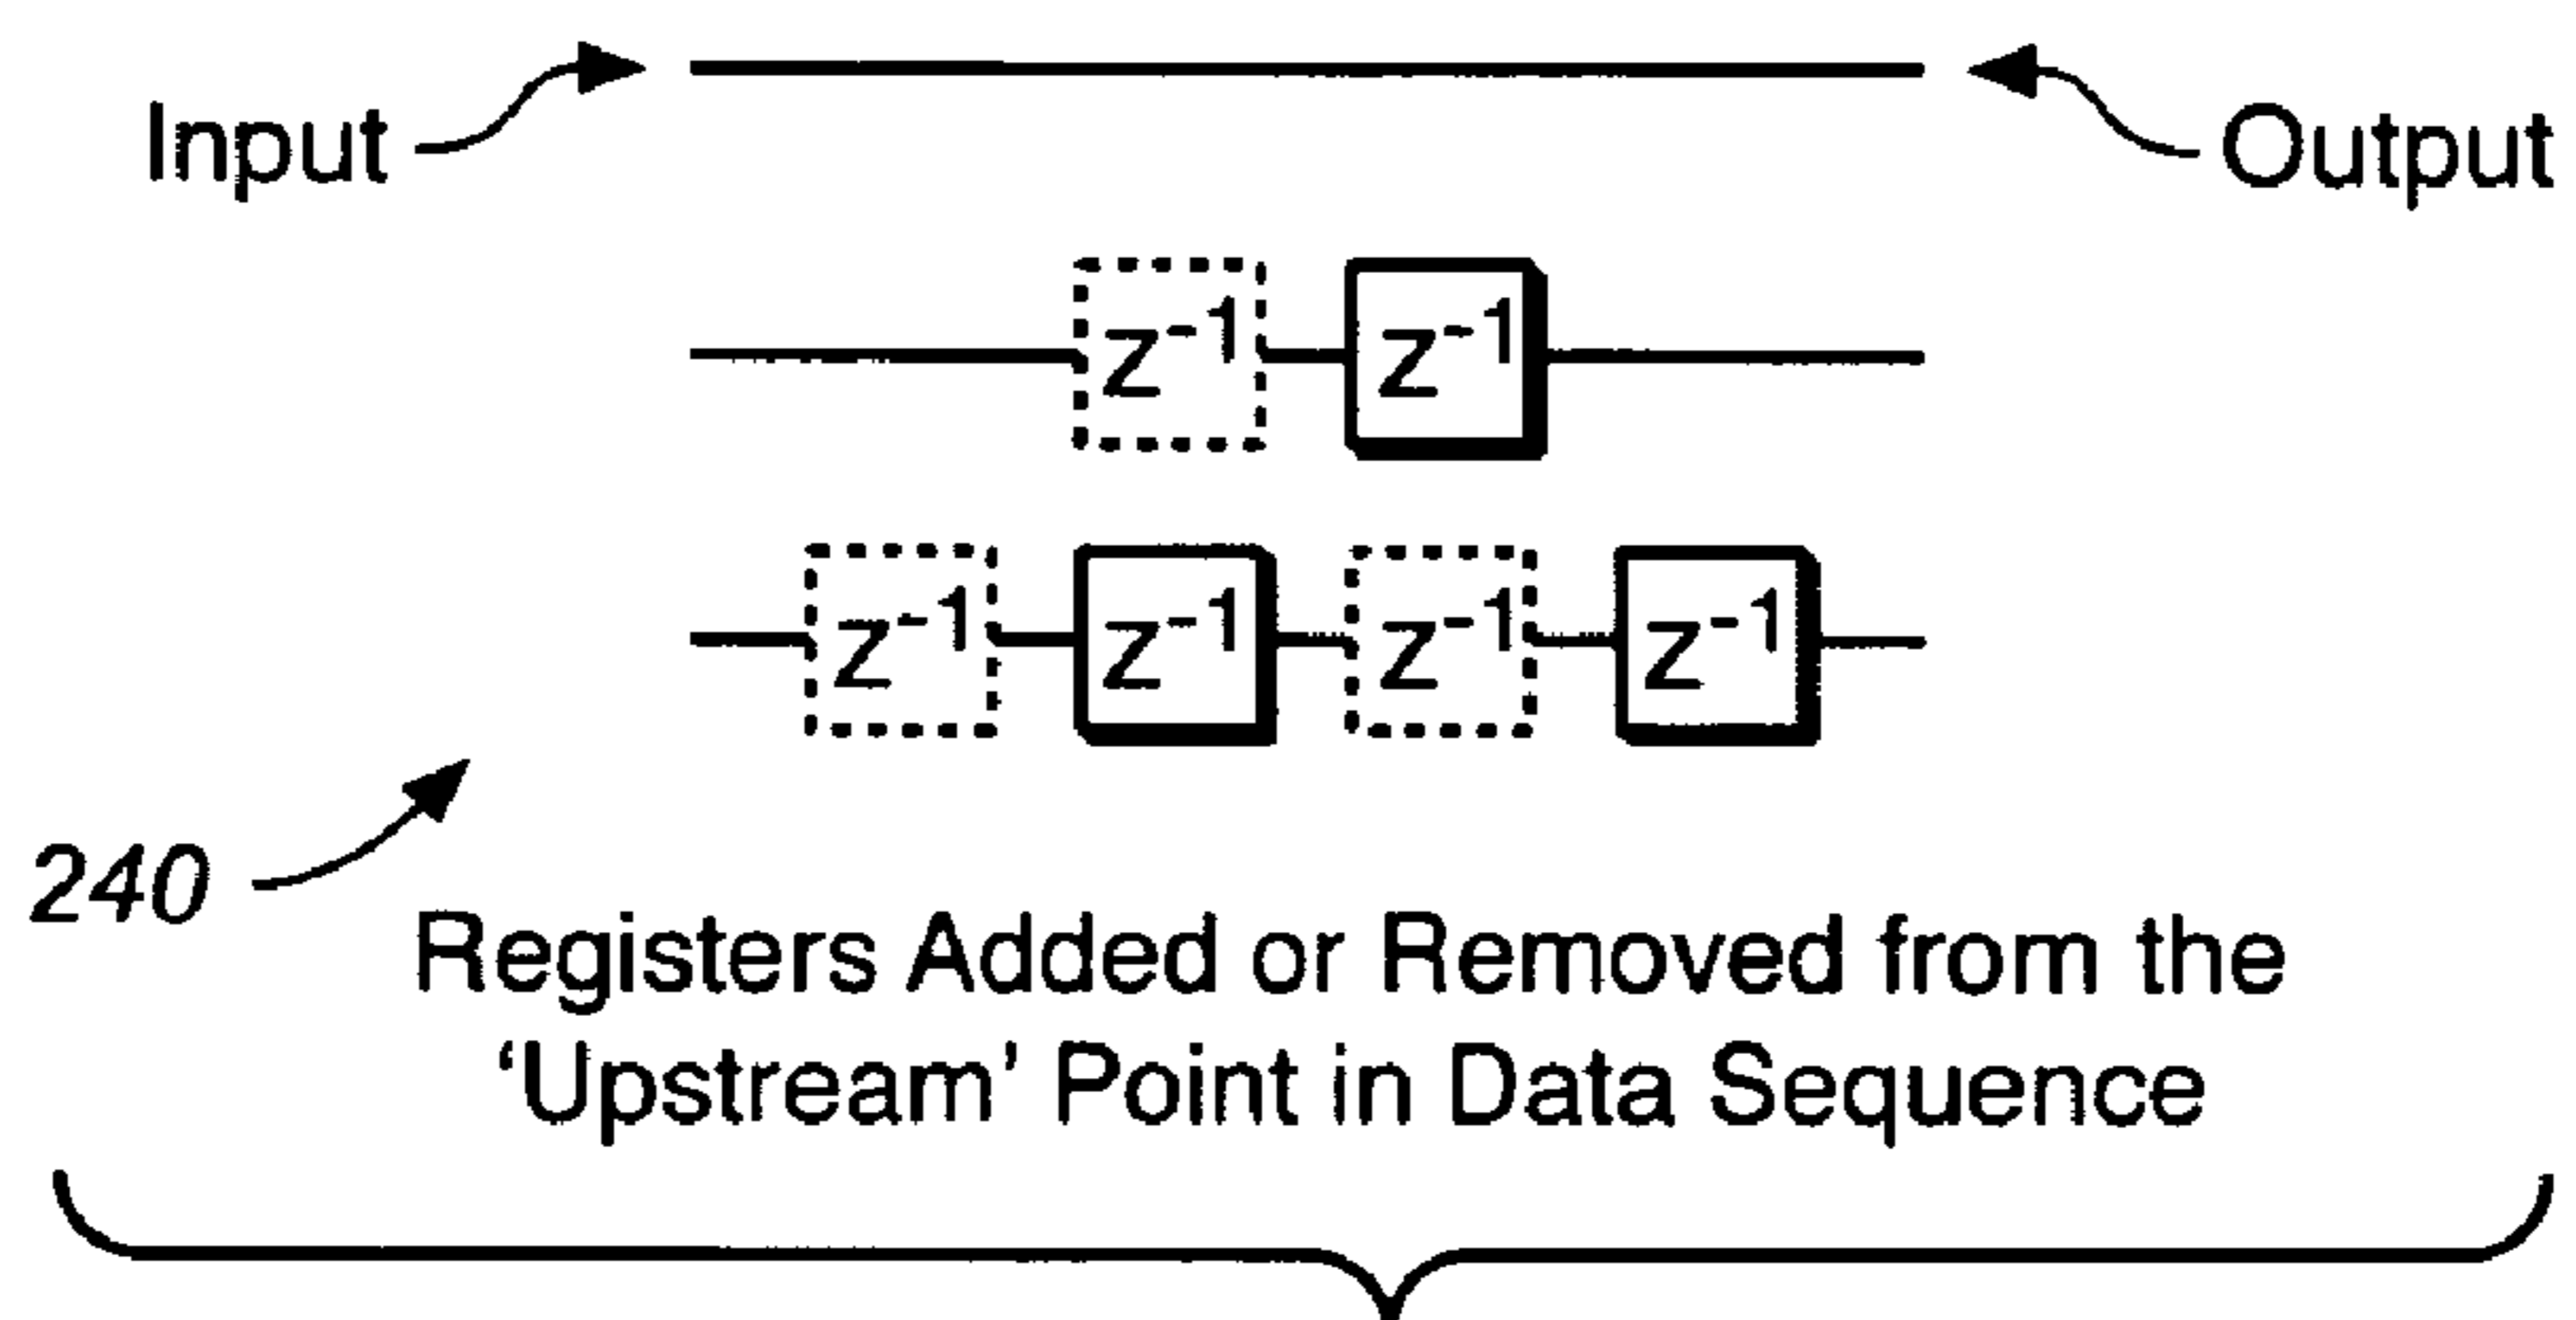 Input
Output
z⁻¹ z⁻¹
z⁻¹ z⁻¹ z⁻¹ z⁻¹
240
Registers Added or Removed from the
‘Upstream’ Point in Data Sequence